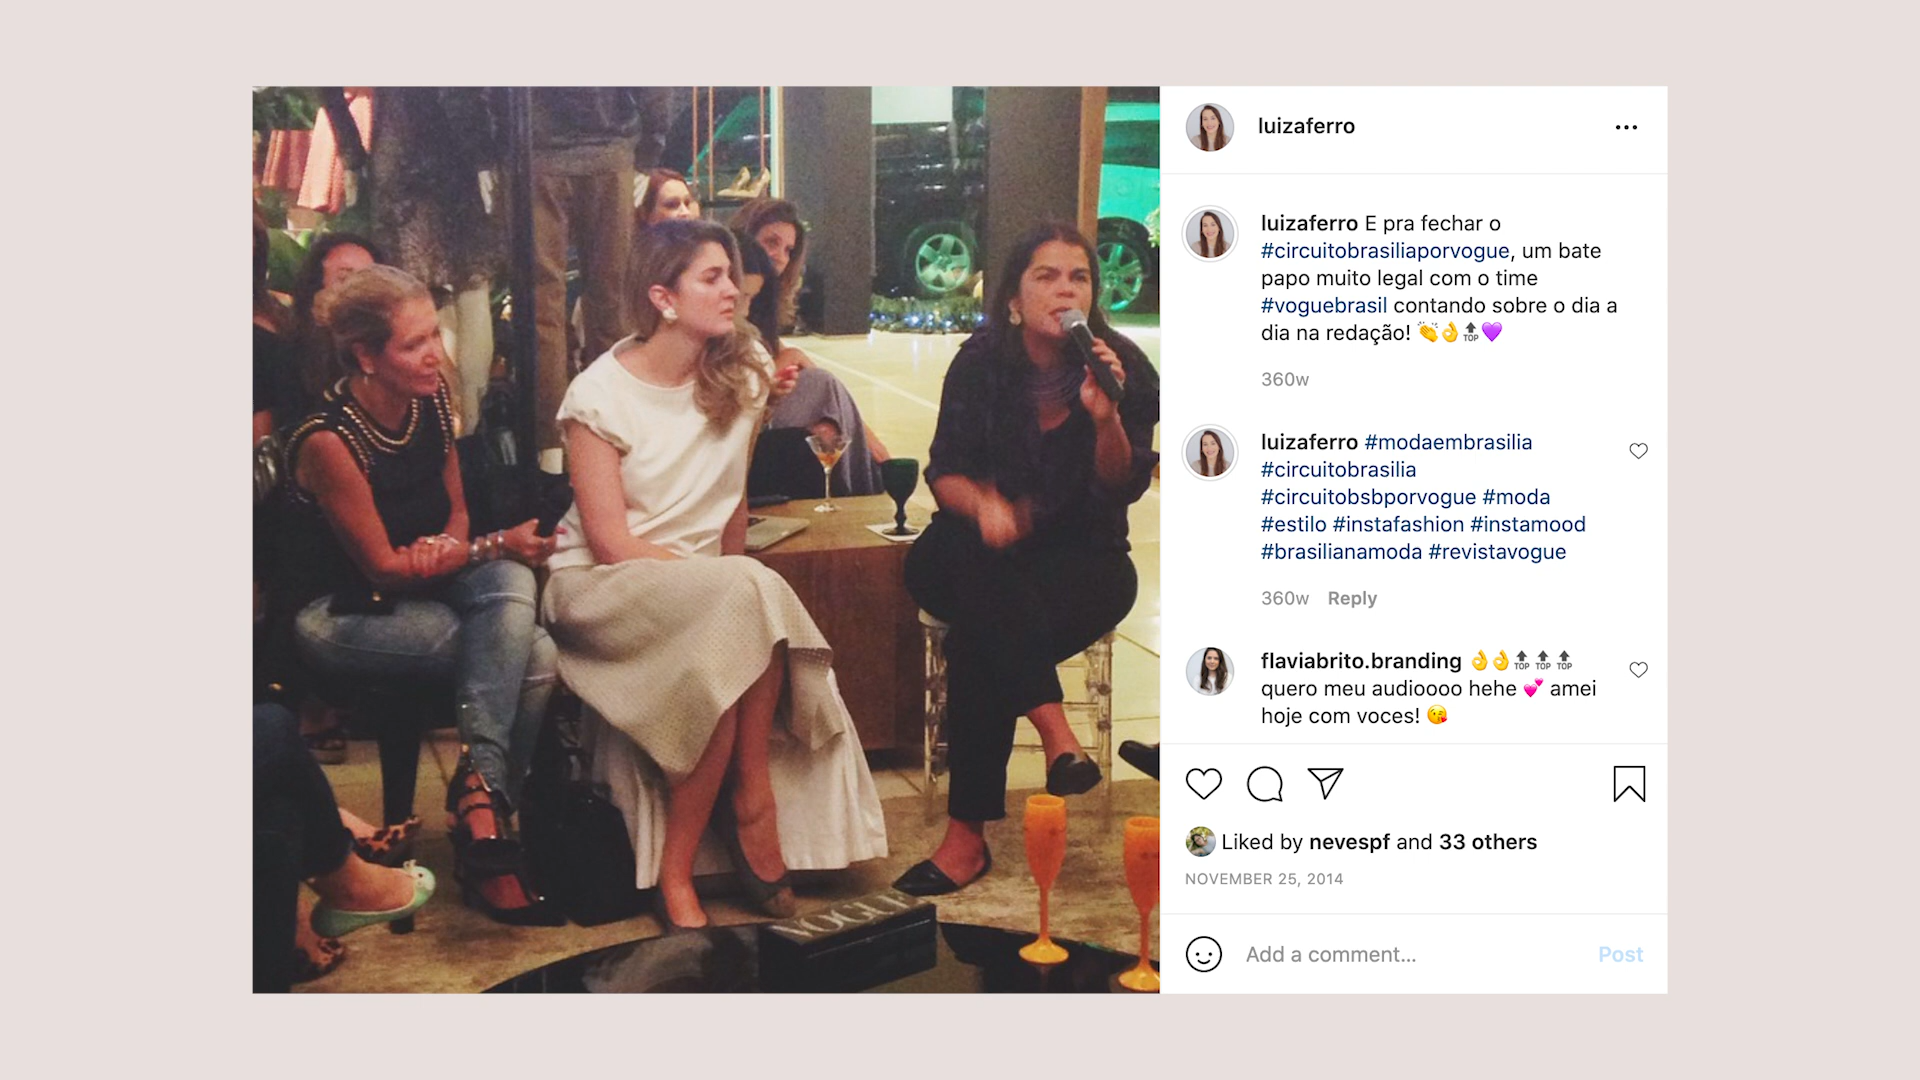 luizaferro
luizaferro E pra fechar o
#circuitobrasiliaporvogue, um bate
papo muito legal com o time
#voguebrasil contando sobre o dia a
dia na redação! 👏👌🔝💜
360w
luizaferro #modaembrasilia
#circuitobrasilia
#circuitobsbporvogue #moda
#estilo #instafashion #instamood
#brasilianamoda #revistavogue
360w Reply
flaviabrito.branding 👌👌🔝🔝🔝
quero meu audioooo hehe 💕 amei
hoje com voces! 😘
Liked by nevespf and 33 others
NOVEMBER 25, 2014
Add a comment... Post
VOGUE